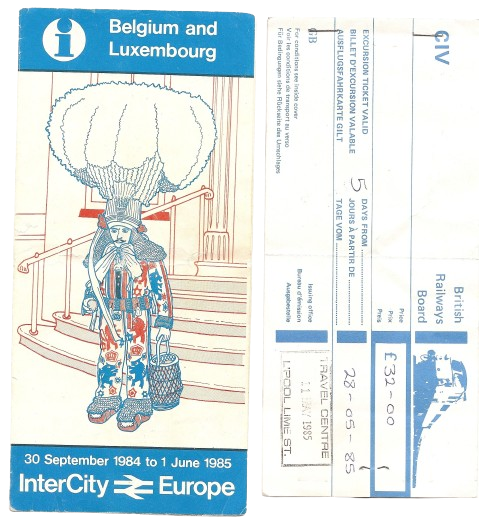 i
Belgium and
Luxembourg
30 September 1984 to 1 June 1985
InterCity Europe
CIV
British
Railways
Board
EXCURSION TICKET VALID
BILLET D'EXCURSION VALABLE
AUSFLUGSFAHRKARTE GILT
5
DAYS FROM
JOURS À PARTIR DE
TAGE VOM
28-05-85
Price
Prix
Preis
£32-00
GB
For conditions see inside cover
Voir les conditions de transport au verso
Für Bedingungen siehe Rückseite des Umschlages
Issuing office
Bureau d'émission
Ausgabestelle
TRAVEL CENTRE
MAY 1985
L'POOL LIME ST.